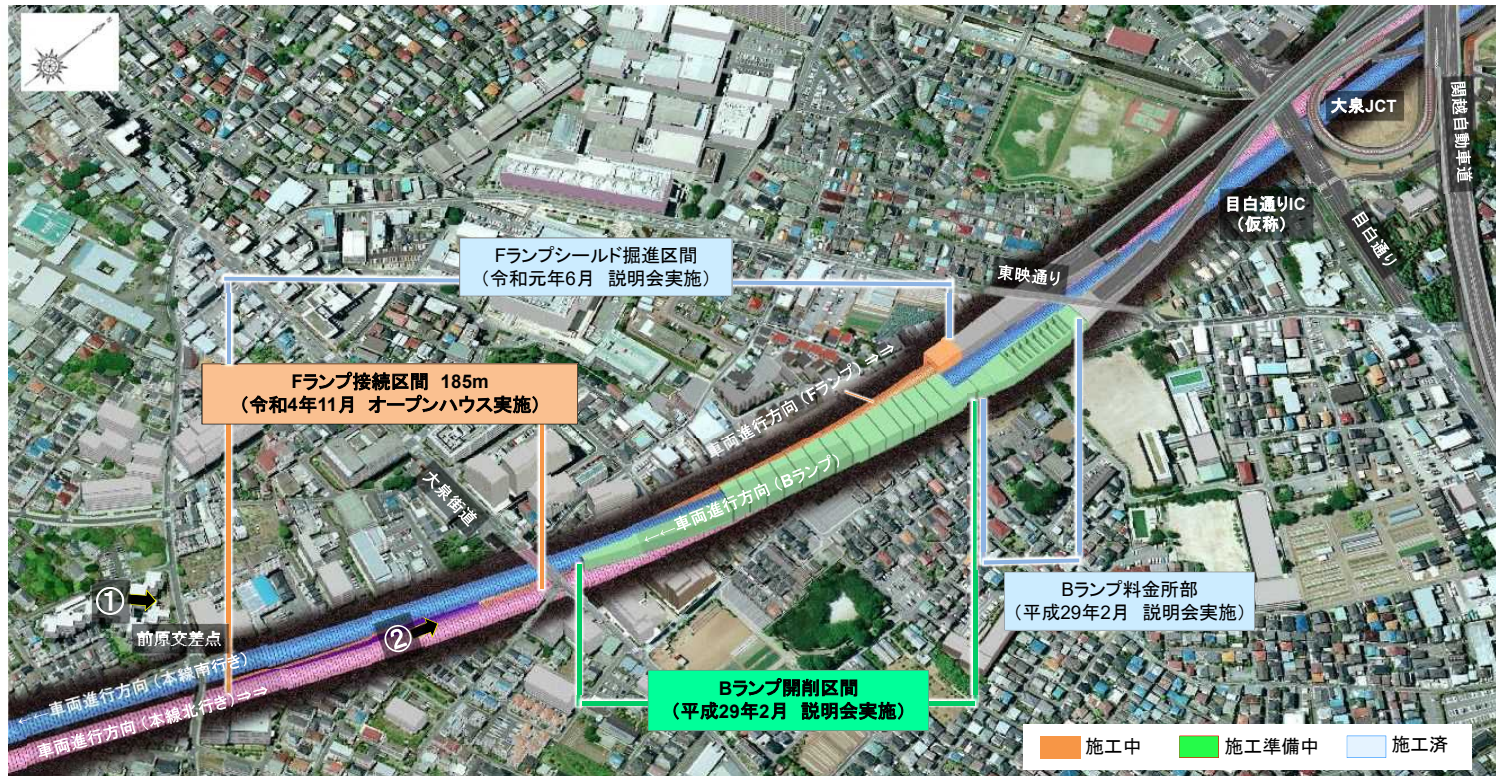 大泉JCT
関越自動車道
目白通りIC
(仮称)
目白通り
Fランプシールド掘進区間
(令和元年6月 説明会実施)
東映通り
Fランプ接続区間 185m
(令和4年11月 オープンハウス実施)
車両進行方向(Fランプ)⇒⇒
大泉街道
←←車両進行方向(Bランプ)
Bランプ料金所部
(平成29年2月 説明会実施)
①
前原交差点
②
←←車両進行方向(本線南行き)
車両進行方向(本線北行き)⇒⇒
Bランプ開削区間
(平成29年2月 説明会実施)
施工中
施工準備中
施工済